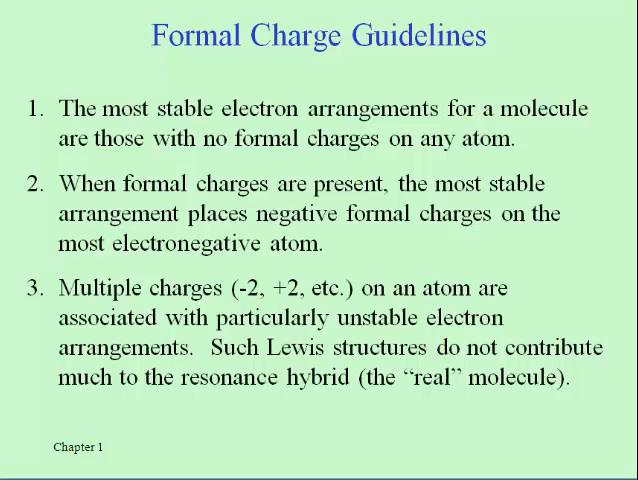 Formal Charge Guidelines
1. The most stable electron arrangements for a molecule
are those with no formal charges on any atom.
2. When formal charges are present, the most stable
arrangement places negative formal charges on the
most electronegative atom.
3. Multiple charges (-2, +2, etc.) on an atom are
associated with particularly unstable electron
arrangements. Such Lewis structures do not contribute
much to the resonance hybrid (the “real” molecule).
Chapter 1